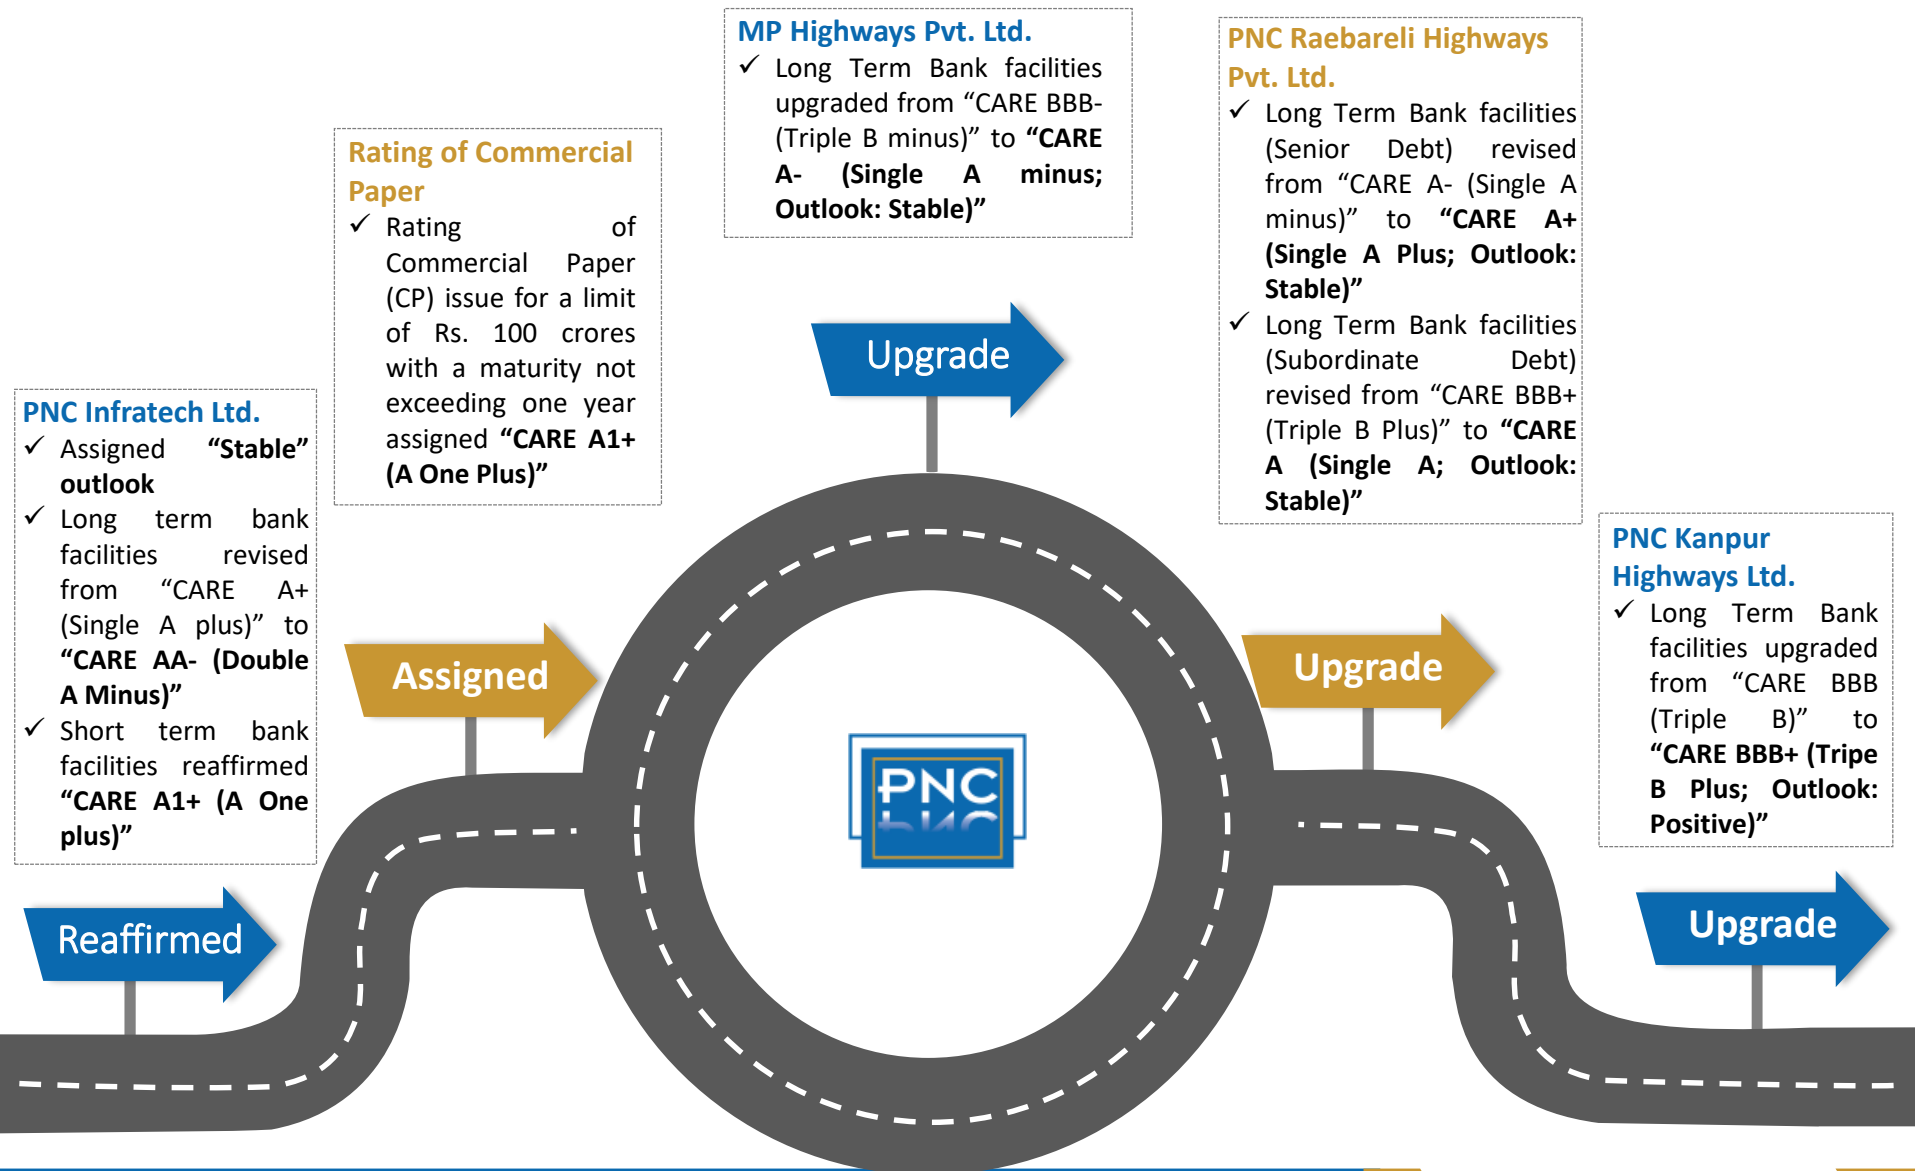 PNC Infratech Ltd.
✓ Assigned “Stable”
outlook
✓ Long term bank
facilities revised
from “CARE A+
(Single A plus)” to
“CARE AA- (Double
A Minus)”
✓ Short term bank
facilities reaffirmed
“CARE A1+ (A One
plus)”
Reaffirmed
Rating of Commercial
Paper
✓ Rating of
Commercial Paper
(CP) issue for a limit
of Rs. 100 crores
with a maturity not
exceeding one year
assigned “CARE A1+
(A One Plus)”
Assigned
MP Highways Pvt. Ltd.
✓ Long Term Bank facilities
upgraded from “CARE BBB-
(Triple B minus)” to “CARE
A- (Single A minus;
Outlook: Stable)”
Upgrade
PNC
PNC Raebareli Highways
Pvt. Ltd.
✓ Long Term Bank facilities
(Senior Debt) revised
from “CARE A- (Single A
minus)” to “CARE A+
(Single A Plus; Outlook:
Stable)”
✓ Long Term Bank facilities
(Subordinate Debt)
revised from “CARE BBB+
(Triple B Plus)” to “CARE
A (Single A; Outlook:
Stable)”
Upgrade
PNC Kanpur
Highways Ltd.
✓ Long Term Bank
facilities upgraded
from “CARE BBB
(Triple B)” to
“CARE BBB+ (Tripe
B Plus; Outlook:
Positive)”
Upgrade